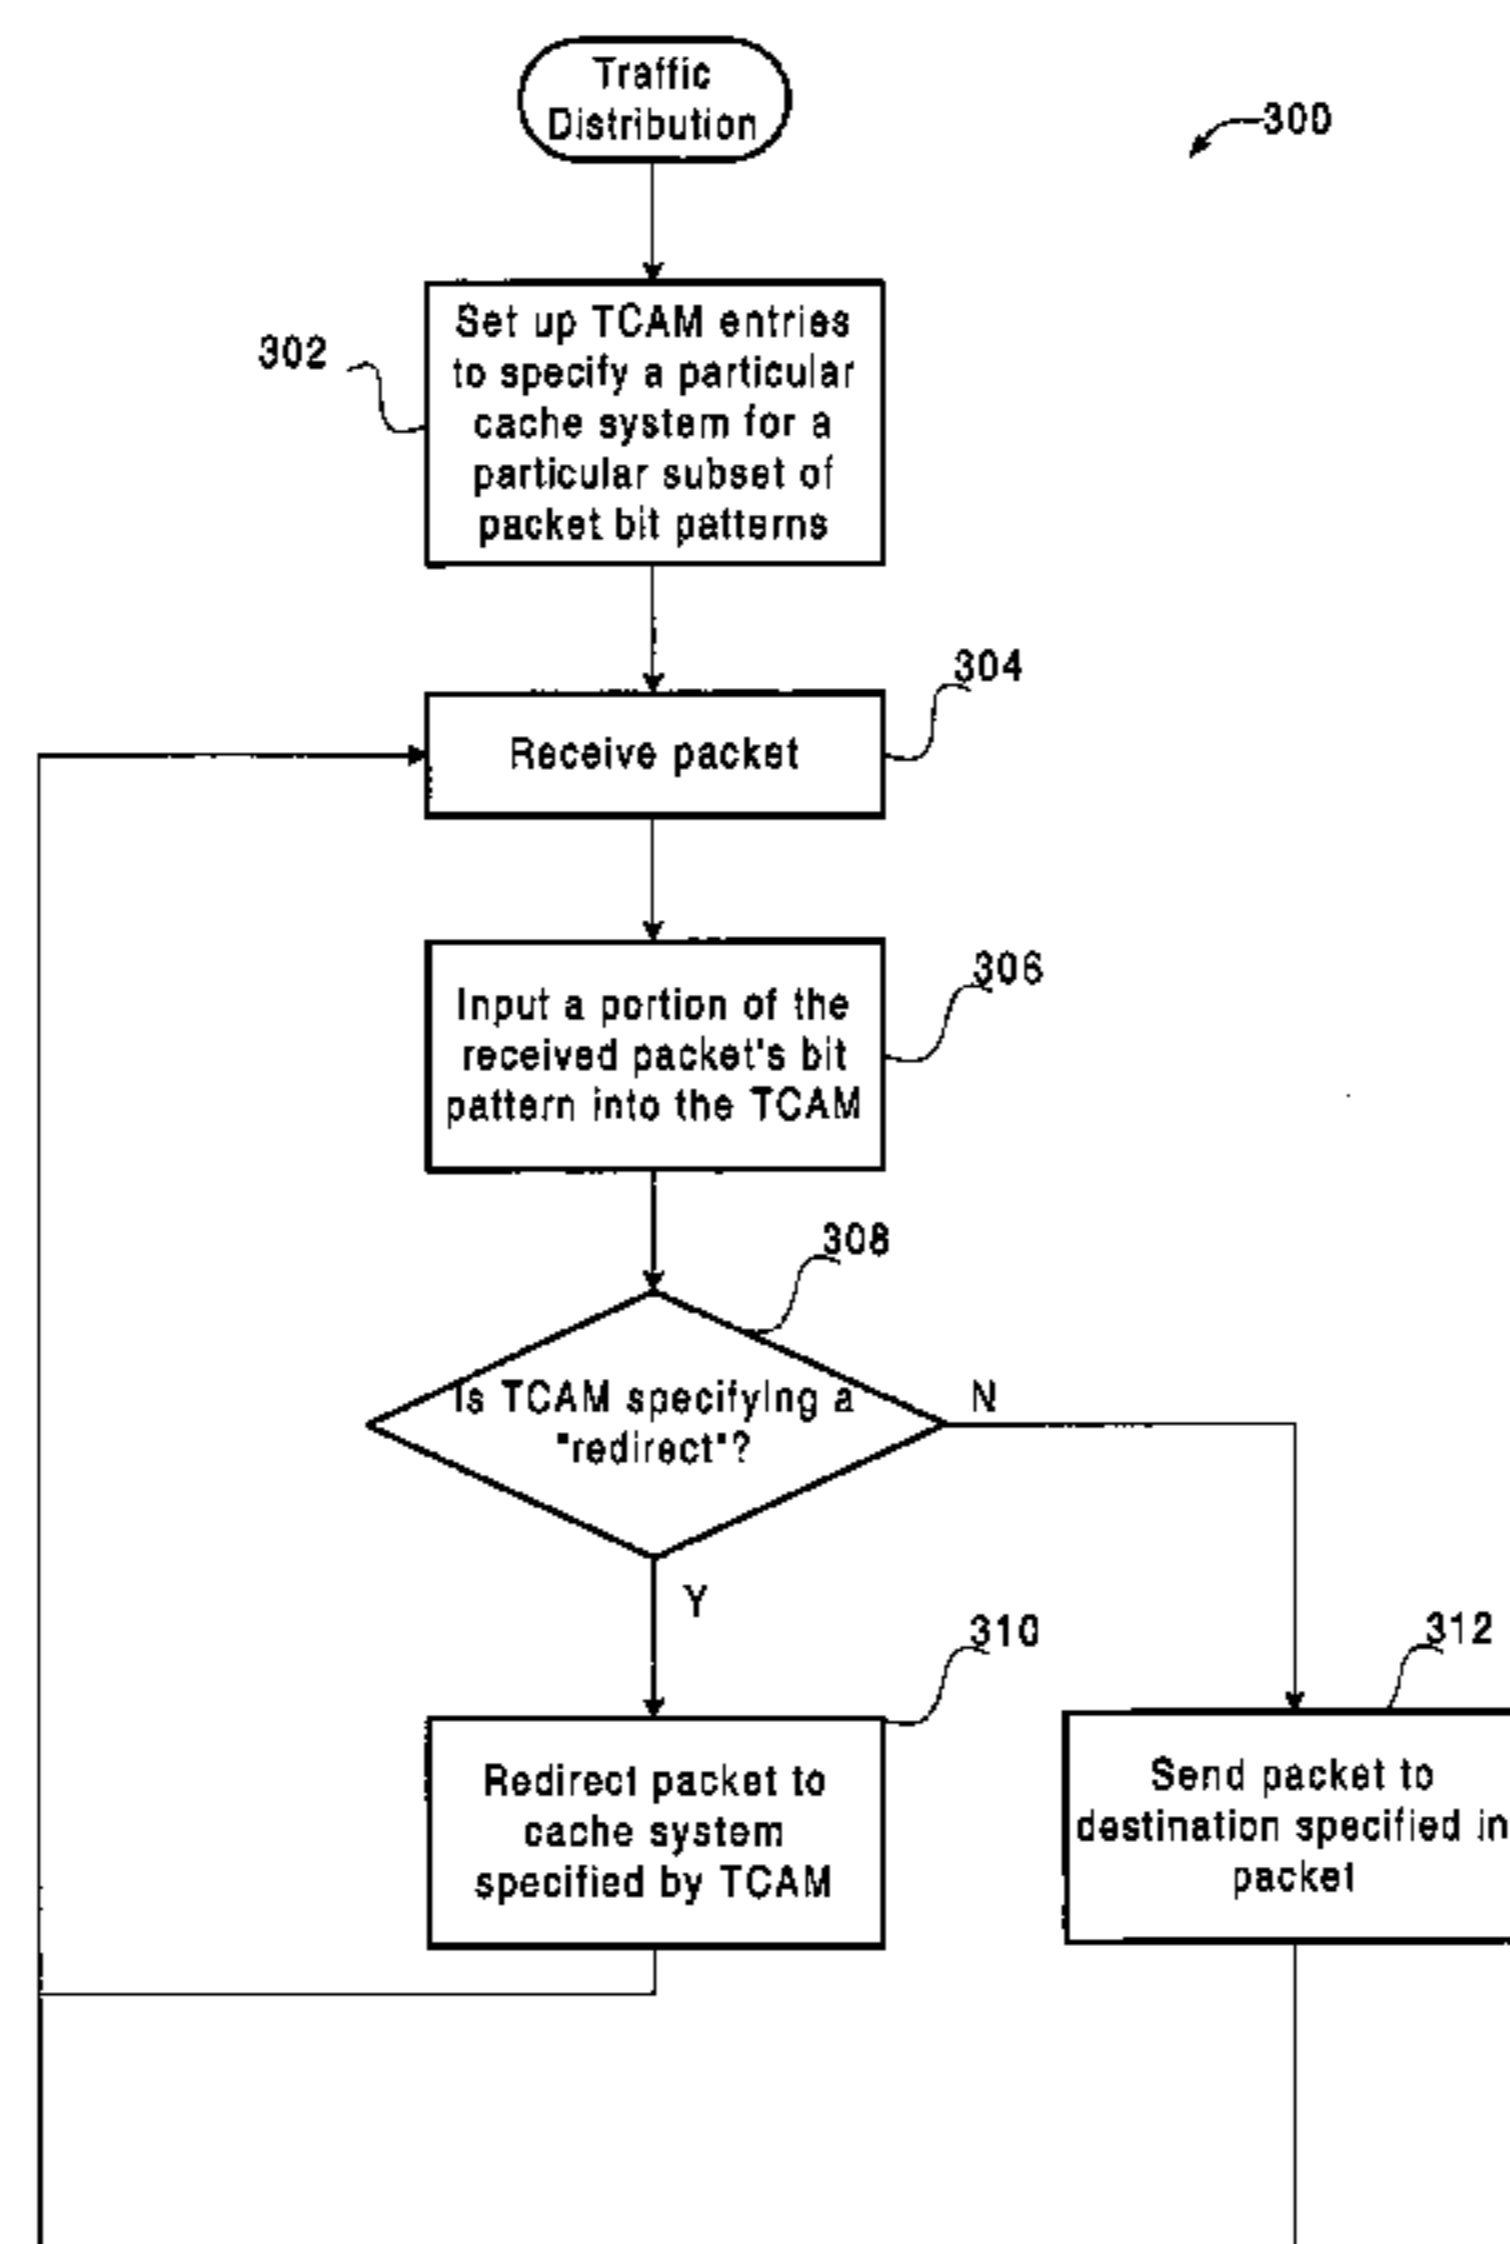 Traffic
Distribution
300
302
Set up TCAM entries
to specify a particular
cache system for a
particular subset of
packet bit patterns
304
Receive packet
306
Input a portion of the
received packet's bit
pattern into the TCAM
308
Is TCAM specifying a
"redirect"?
N
Y
310
312
Redirect packet to
cache system
specified by TCAM
Send packet to
destination specified in
packet